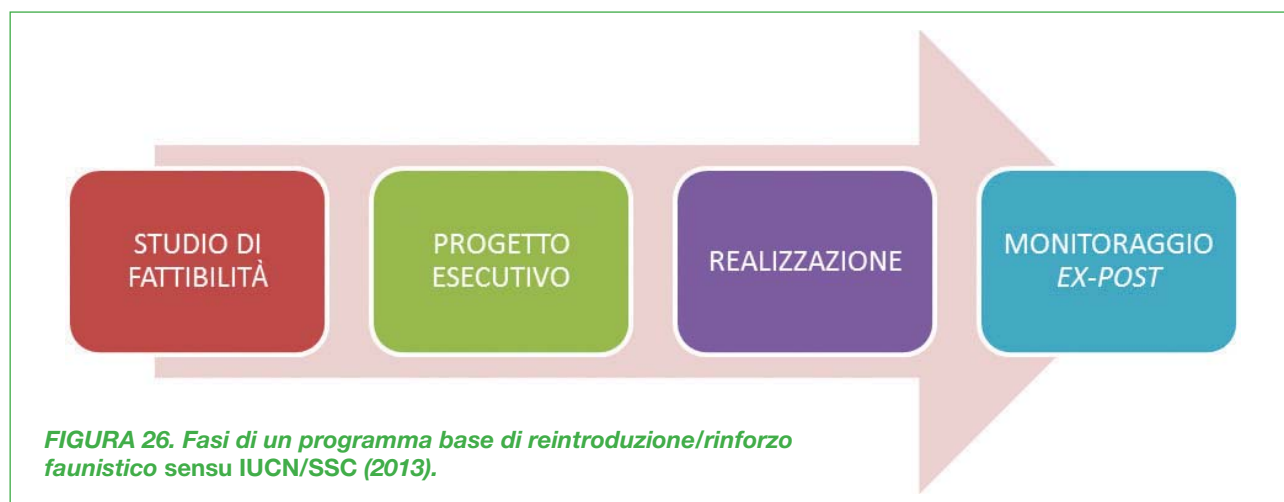 STUDIO DI
FATTIBILITÀ
PROGETTO
ESECUTIVO
REALIZZAZIONE
MONITORAGGIO
EX-POST
FIGURA 26. Fasi di un programma base di reintroduzione/rinforzo
faunistico sensu IUCN/SSC (2013).